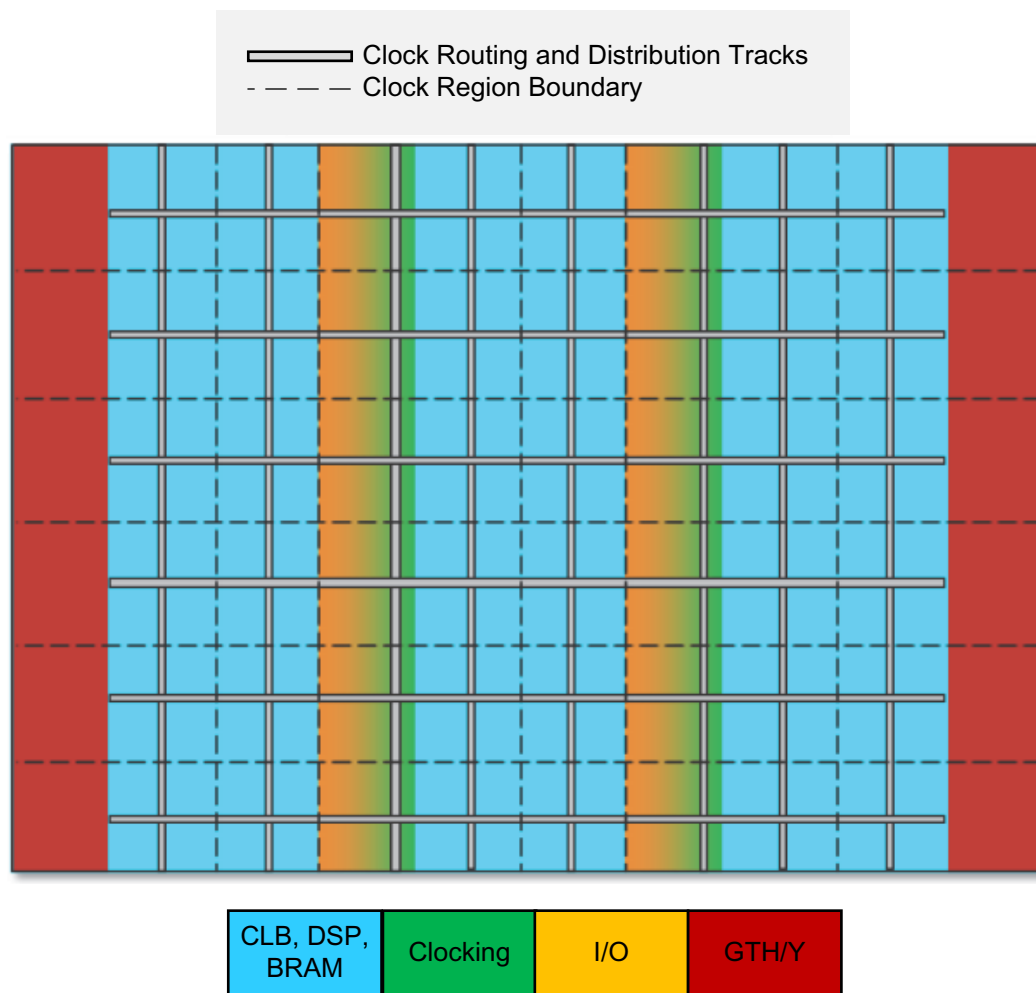 Clock Routing and Distribution Tracks
Clock Region Boundary
CLB, DSP,
BRAM
Clocking
I/O
GTH/Y